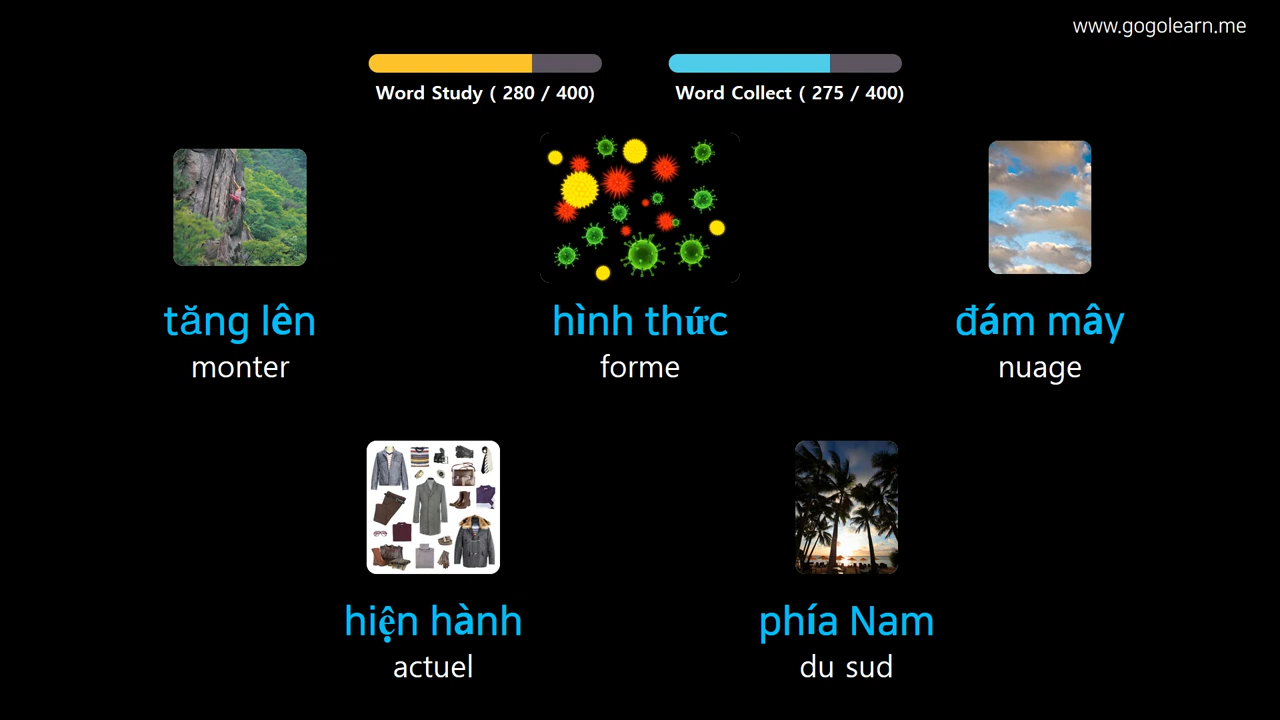 www.gogolearn.me
Word Study ( 280 / 400)
Word Collect ( 275 / 400)
tăng lên
monter
hình thức
forme
đám mây
nuage
hiện hành
actuel
phía Nam
du sud